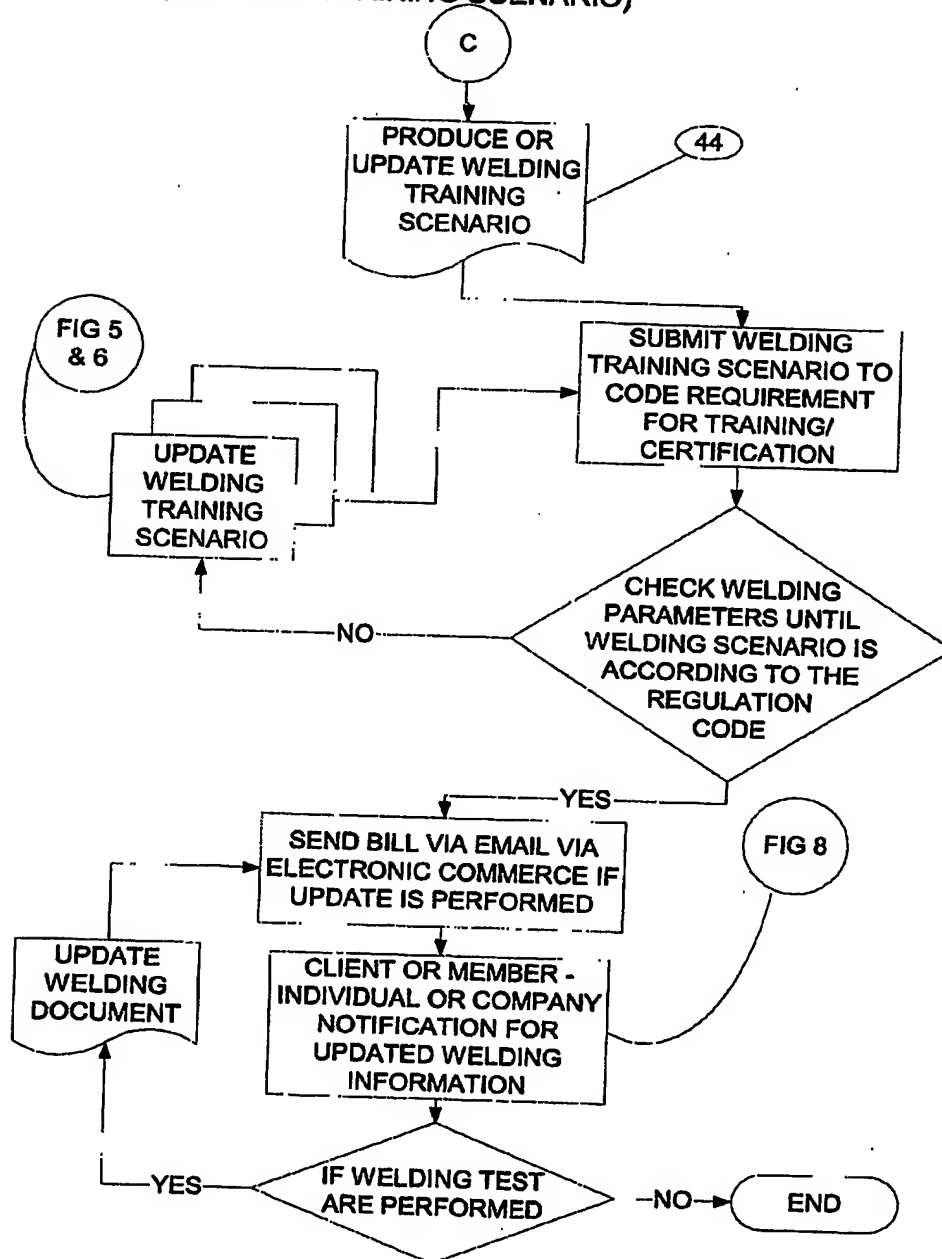 SCENARIO)
C
PRODUCE OR
UPDATE WELDING
TRAINING
SCENARIO
44
FIG 5
& 6
UPDATE
WELDING
TRAINING
SCENARIO
SUBMIT WELDING
TRAINING SCENARIO TO
CODE REQUIREMENT
FOR TRAINING/
CERTIFICATION
CHECK WELDING
PARAMETERS UNTIL
WELDING SCENARIO IS
ACCORDING TO THE
REGULATION
CODE
NO
YES
SEND BILL VIA EMAIL VIA
ELECTRONIC COMMERCE IF
UPDATE IS PERFORMED
FIG 8
UPDATE
WELDING
DOCUMENT
CLIENT OR MEMBER -
INDIVIDUAL OR COMPANY
NOTIFICATION FOR
UPDATED WELDING
INFORMATION
YES
IF WELDING TEST
ARE PERFORMED
NO
END